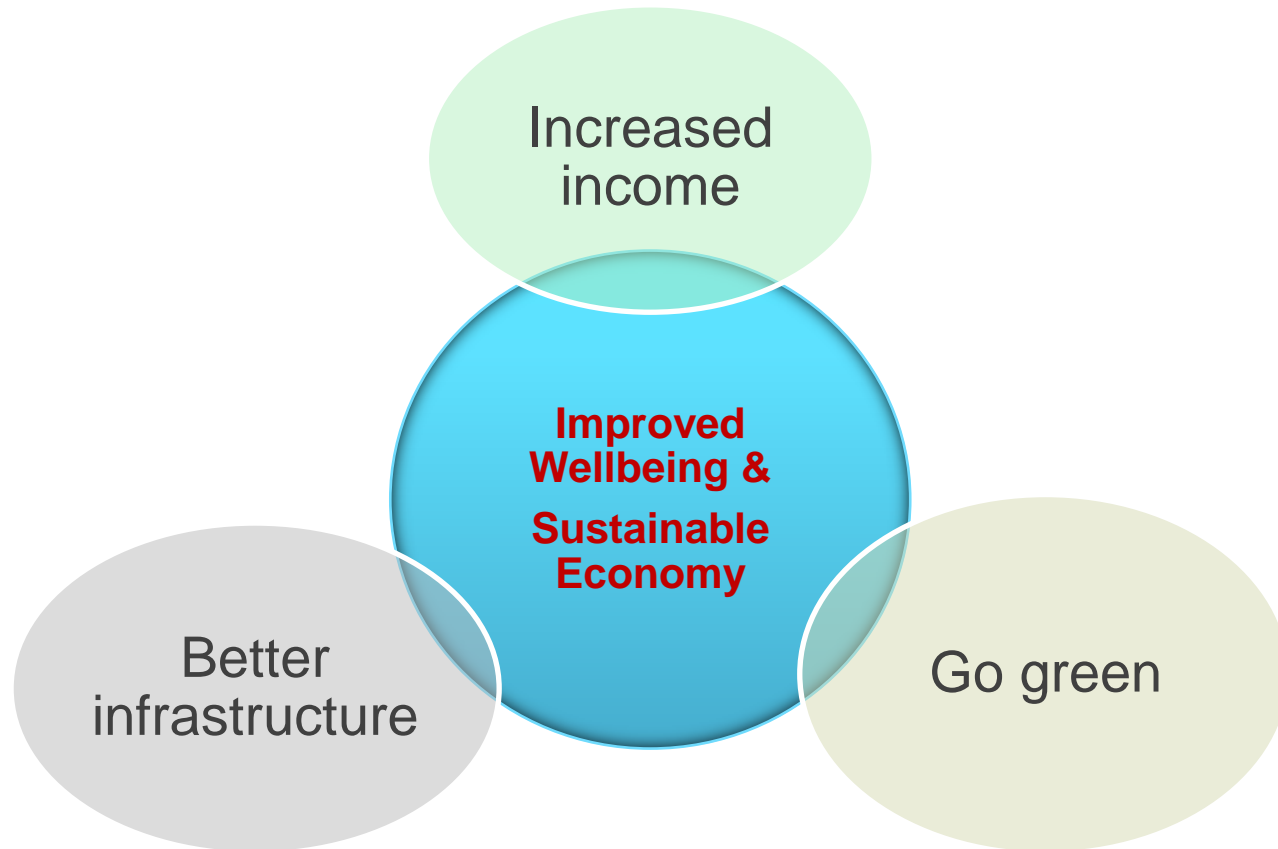 Increased
income
Improved
Wellbeing &
Sustainable
Economy
Better
infrastructure
Go green